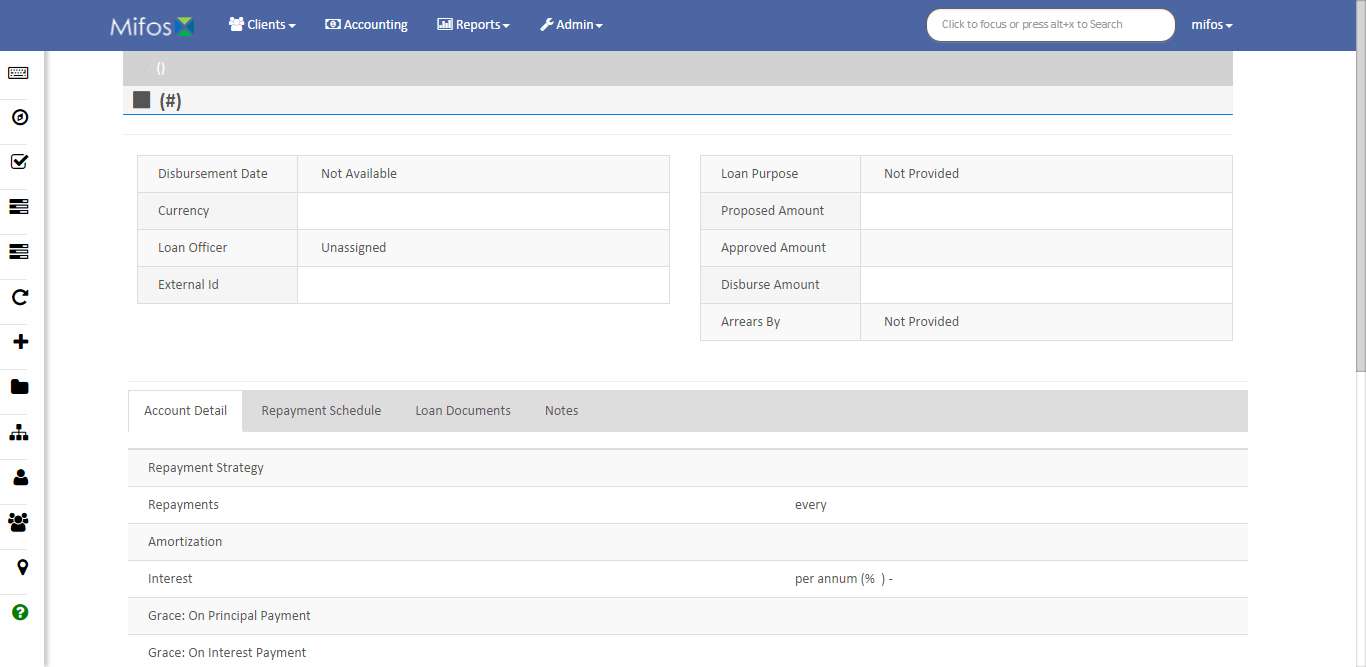 Mifos Clients Accounting Reports Admin Click to focus or press alt+x to Search mifos
/ ()
(#)
Disbursement Date Not Available
Currency
Loan Officer Unassigned
External Id
Loan Purpose Not Provided
Proposed Amount
Approved Amount
Disburse Amount
Arrears By Not Provided
Account Detail Repayment Schedule Loan Documents Notes
Repayment Strategy
Repayments every
Amortization
Interest per annum (% ) -
Grace: On Principal Payment
Grace: On Interest Payment